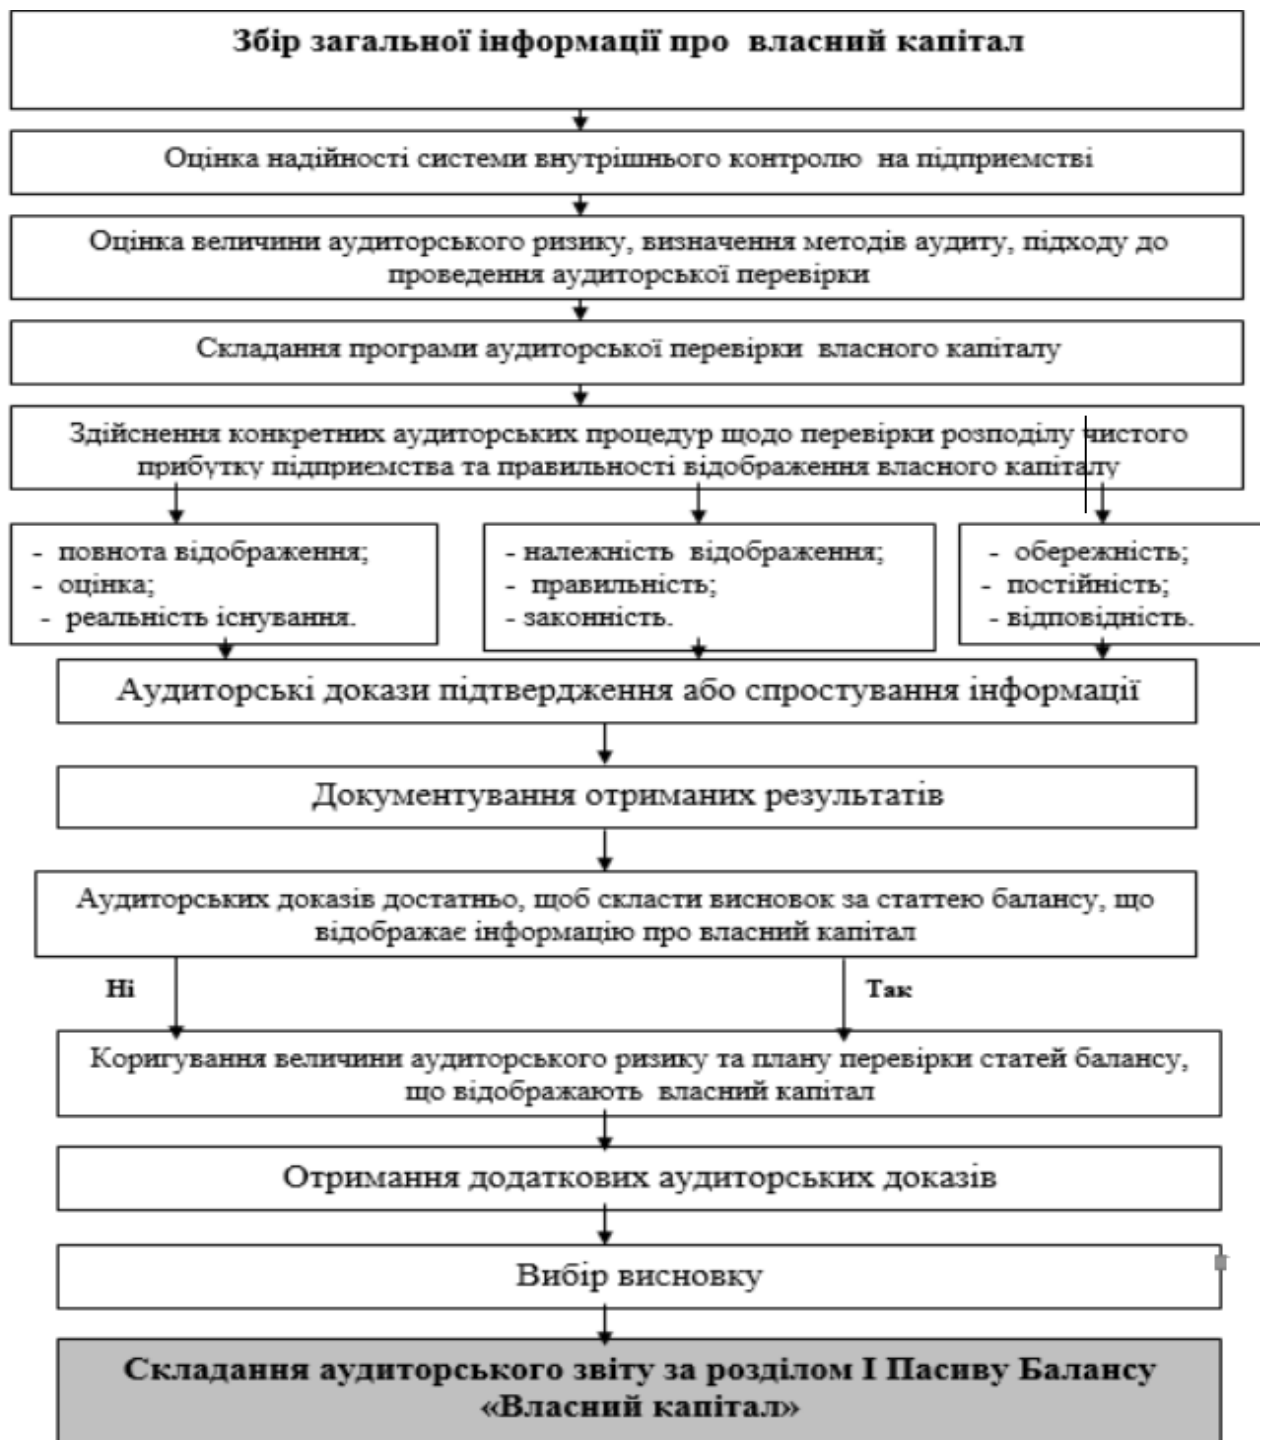 Збір загальної інформації про власний капітал
Оцінка надійності системи внутрішнього контролю на підприємстві
Оцінка величини аудиторського ризику, визначення методів аудиту, підходу до
проведення аудиторської перевірки
Складання програми аудиторської перевірки власного капіталу
Здійснення конкретних аудиторських процедур щодо перевірки розподілу чистого
прибутку підприємства та правильності відображення власного капіталу
- повнота відображення;
- оцінка;
- реальність існування.
- належність відображення;
- правильність;
- законність.
- обережність;
- постійність;
- відповідність.
Аудиторські докази підтвердження або спростування інформації
Документування отриманих результатів
Аудиторських доказів достатньо, щоб скласти висновок за статтею балансу, що
відображає інформацію про власний капітал
Ні
Так
Коригування величини аудиторського ризику та плану перевірки статей балансу,
що відображають власний капітал
Отримання додаткових аудиторських доказів
Вибір висновку
Складання аудиторського звіту за розділом І Пасиву Балансу
«Власний капітал»